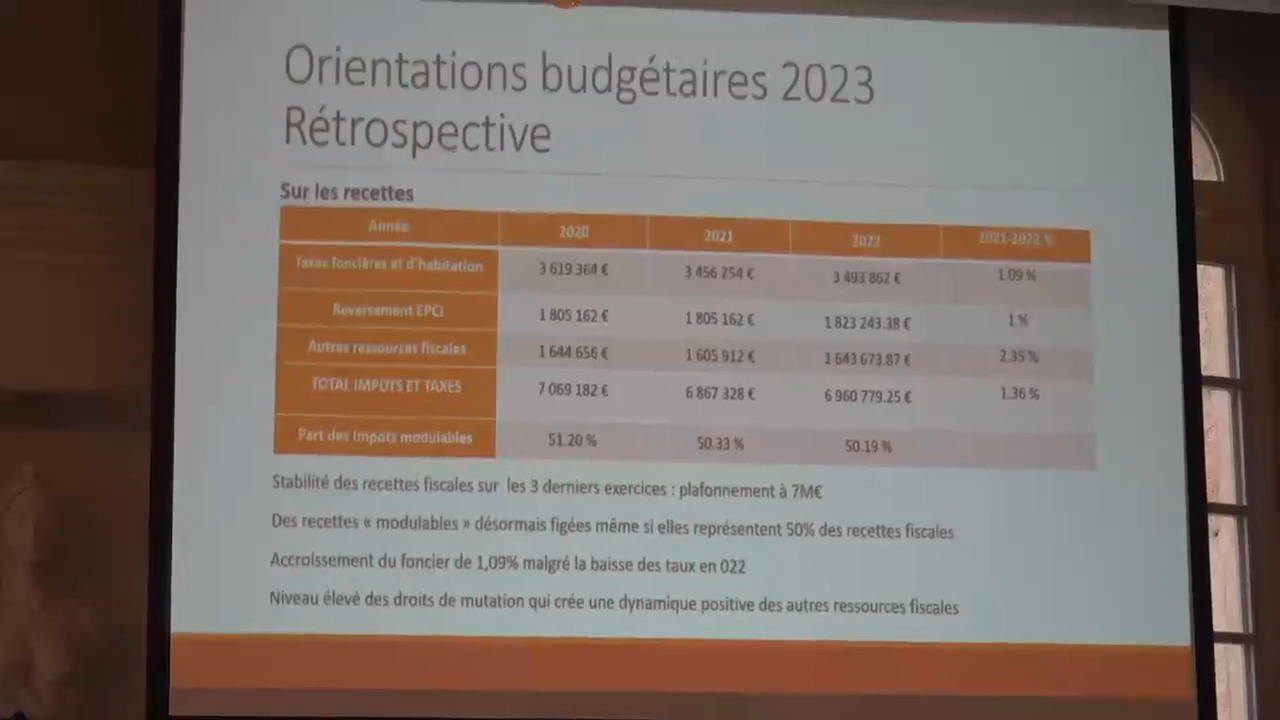 Orientations budgétaires 2023
Rétrospective
Sur les recettes
Année 2020 2021 2022 2021-2022 %
Taxes foncières et d'habitation 3 619 364 € 3 456 254 € 3 493 862 € 1.09 %
Reversement EPCI 1 805 162 € 1 805 162 € 1 823 243.38 € 1 %
Autres ressources fiscales 1 644 656 € 1 605 912 € 1 643 673.87 € 2.35 %
TOTAL IMPOTS ET TAXES 7 069 182 € 6 867 328 € 6 960 779.25 € 1.36 %
Part des impots modulables 51.20 % 50.33 % 50.19 %
Stabilité des recettes fiscales sur les 3 derniers exercices : plafonnement à 7M€
Des recettes « modulables » désormais figées même si elles représentent 50% des recettes fiscales
Accroissement du foncier de 1,09% malgré la baisse des taux en 022
Niveau élevé des droits de mutation qui crée une dynamique positive des autres ressources fiscales